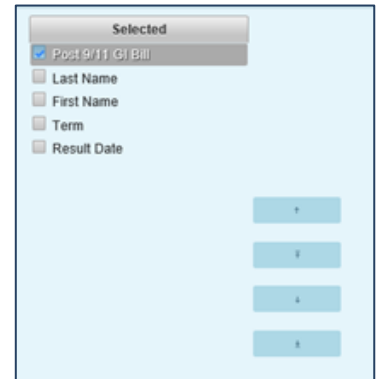 Selected
Post 9/11 GI Bill
Last Name
First Name
Term
Result Date